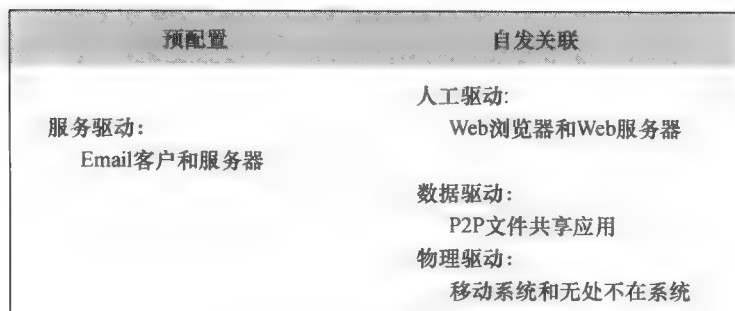 预配置 自发关联
人工驱动:
服务驱动: Web浏览器和Web服务器
Email客户和服务器
数据驱动:
P2P文件共享应用
物理驱动:
移动系统和无处不在系统